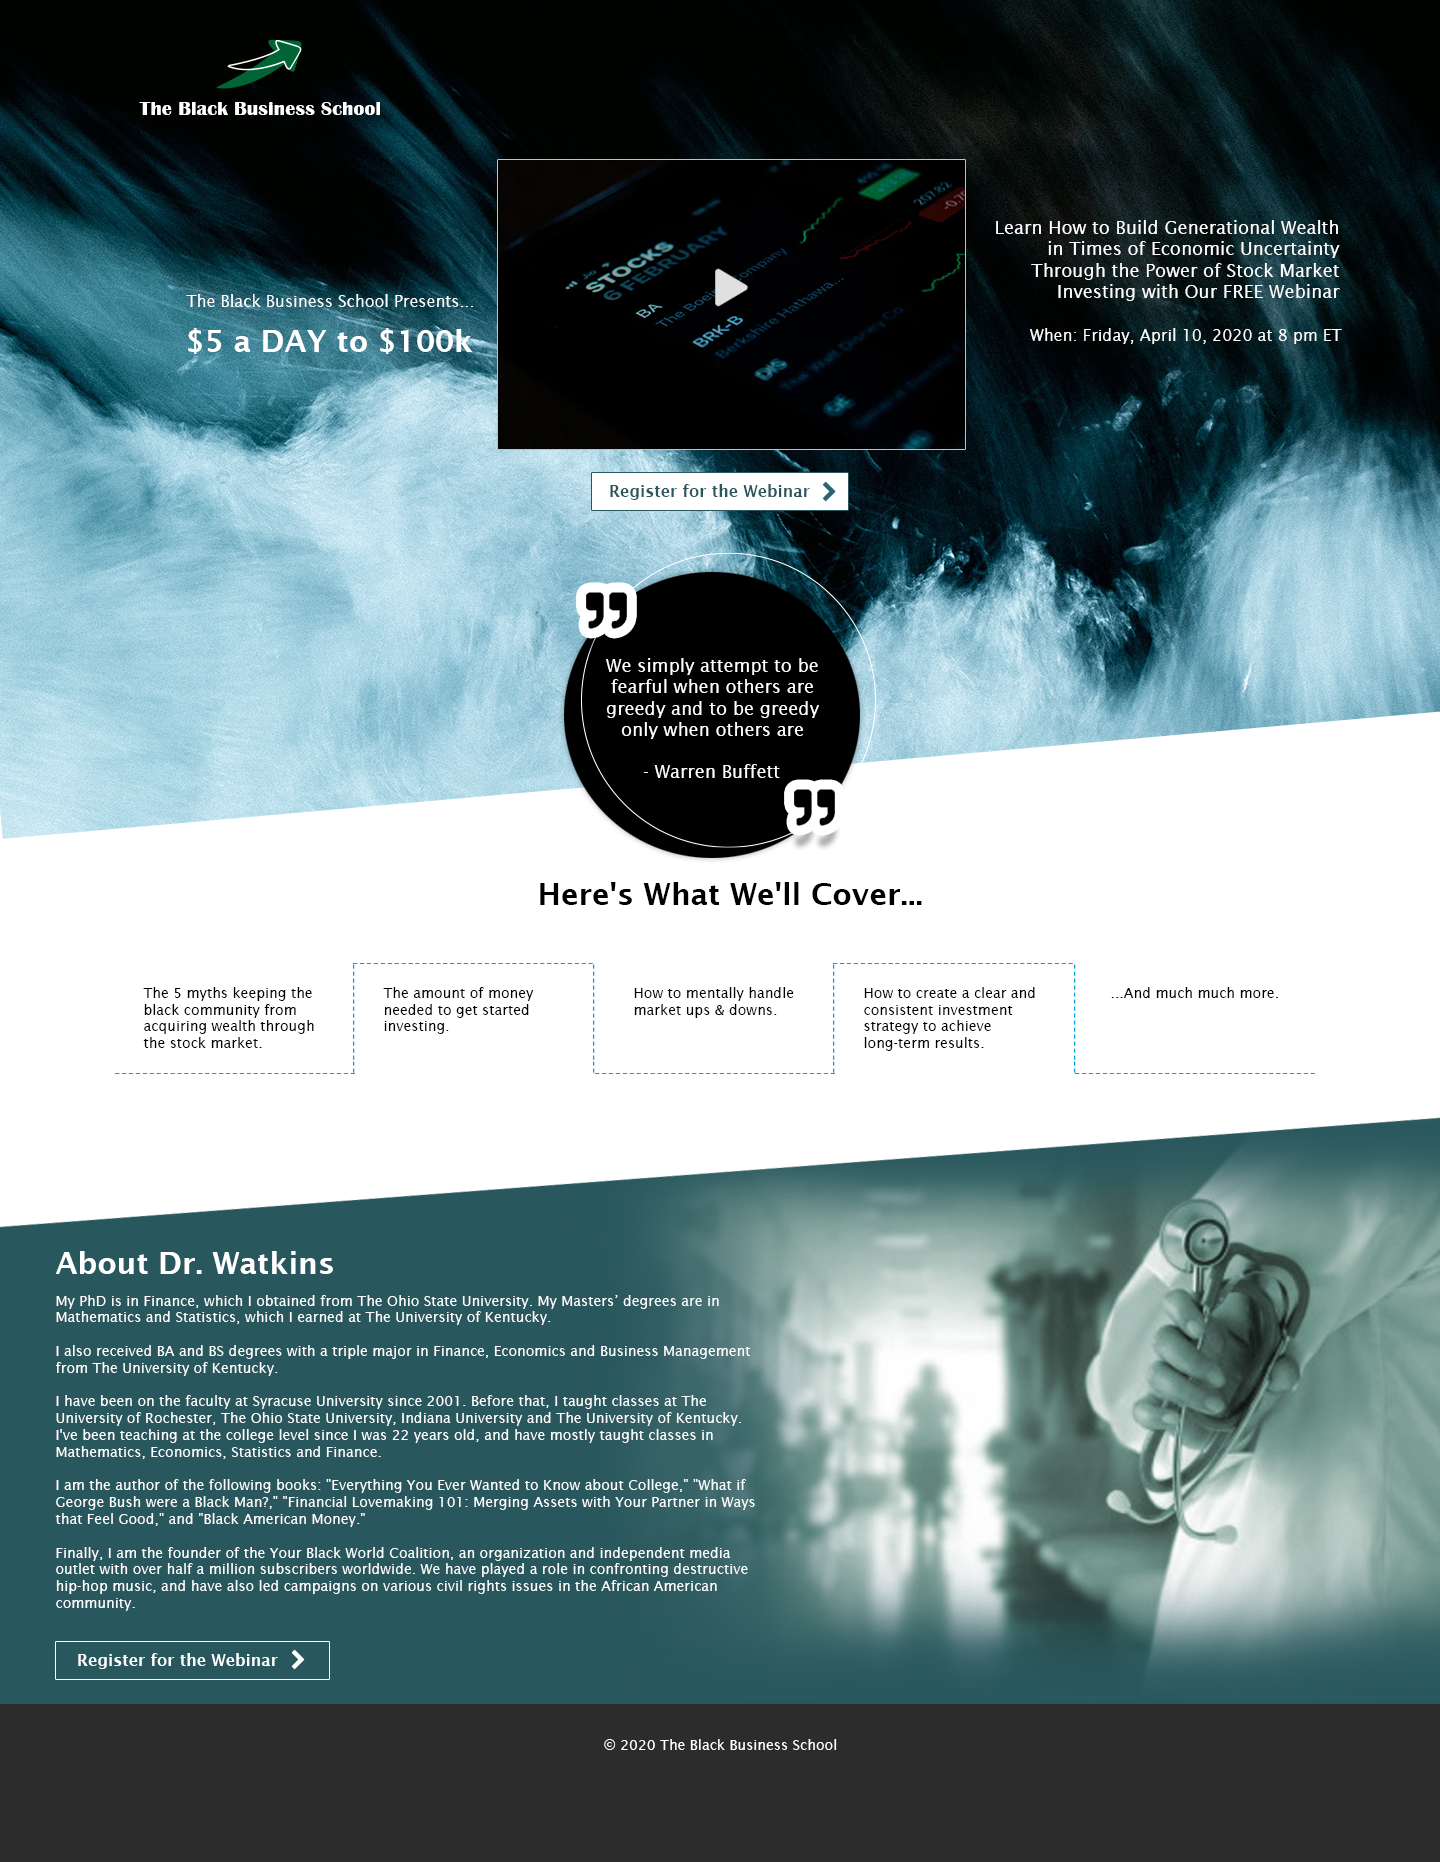 The Black Business School
The Black Business School Presents...
$5 a DAY to $100k
STOCKS
6 FEBRUARY
BA
The Boeing Company
BRK-B
Berkshire Hathawa...
DIS
The Walt Disney Co.
GE
207.82
Learn How to Build Generational Wealth
in Times of Economic Uncertainty
Through the Power of Stock Market
Investing with Our FREE Webinar
When: Friday, April 10, 2020 at 8 pm ET
Register for the Webinar
We simply attempt to be
fearful when others are
greedy and to be greedy
only when others are
- Warren Buffett
Here's What We'll Cover...
The 5 myths keeping the
black community from
acquiring wealth through
the stock market.
The amount of money
needed to get started
investing.
How to mentally handle
market ups & downs.
How to create a clear and
consistent investment
strategy to achieve
long-term results.
...And much much more.
About Dr. Watkins
My PhD is in Finance, which I obtained from The Ohio State University. My Masters’ degrees are in
Mathematics and Statistics, which I earned at The University of Kentucky.
I also received BA and BS degrees with a triple major in Finance, Economics and Business Management
from The University of Kentucky.
I have been on the faculty at Syracuse University since 2001. Before that, I taught classes at The
University of Rochester, The Ohio State University, Indiana University and The University of Kentucky.
I've been teaching at the college level since I was 22 years old, and have mostly taught classes in
Mathematics, Economics, Statistics and Finance.
I am the author of the following books: "Everything You Ever Wanted to Know about College," "What if
George Bush were a Black Man?," "Financial Lovemaking 101: Merging Assets with Your Partner in Ways
that Feel Good," and "Black American Money."
Finally, I am the founder of the Your Black World Coalition, an organization and independent media
outlet with over half a million subscribers worldwide. We have played a role in confronting destructive
hip-hop music, and have also led campaigns on various civil rights issues in the African American
community.
Register for the Webinar
© 2020 The Black Business School